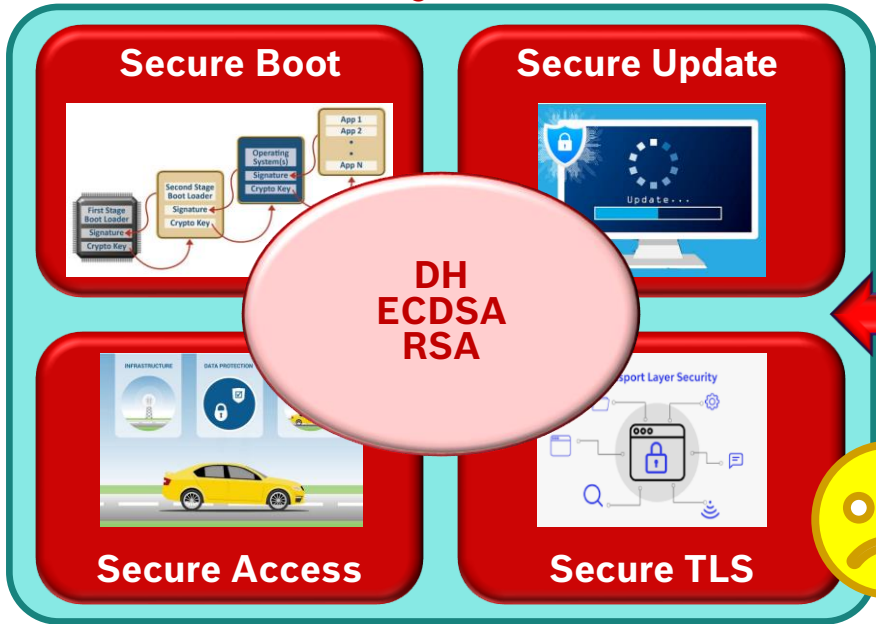 Secure Boot
App 1
App 2
App N
Operating
System(s)
Signature
Crypto Key
Second Stage
Boot Loader
Signature
Crypto Key
First Stage
Boot Loader
Signature
Crypto Key
Secure Update
Update...
DH
ECDSA
RSA
INFRASTRUCTURE
DATA PROTECTION
Secure Access
sport Layer Security
Secure TLS